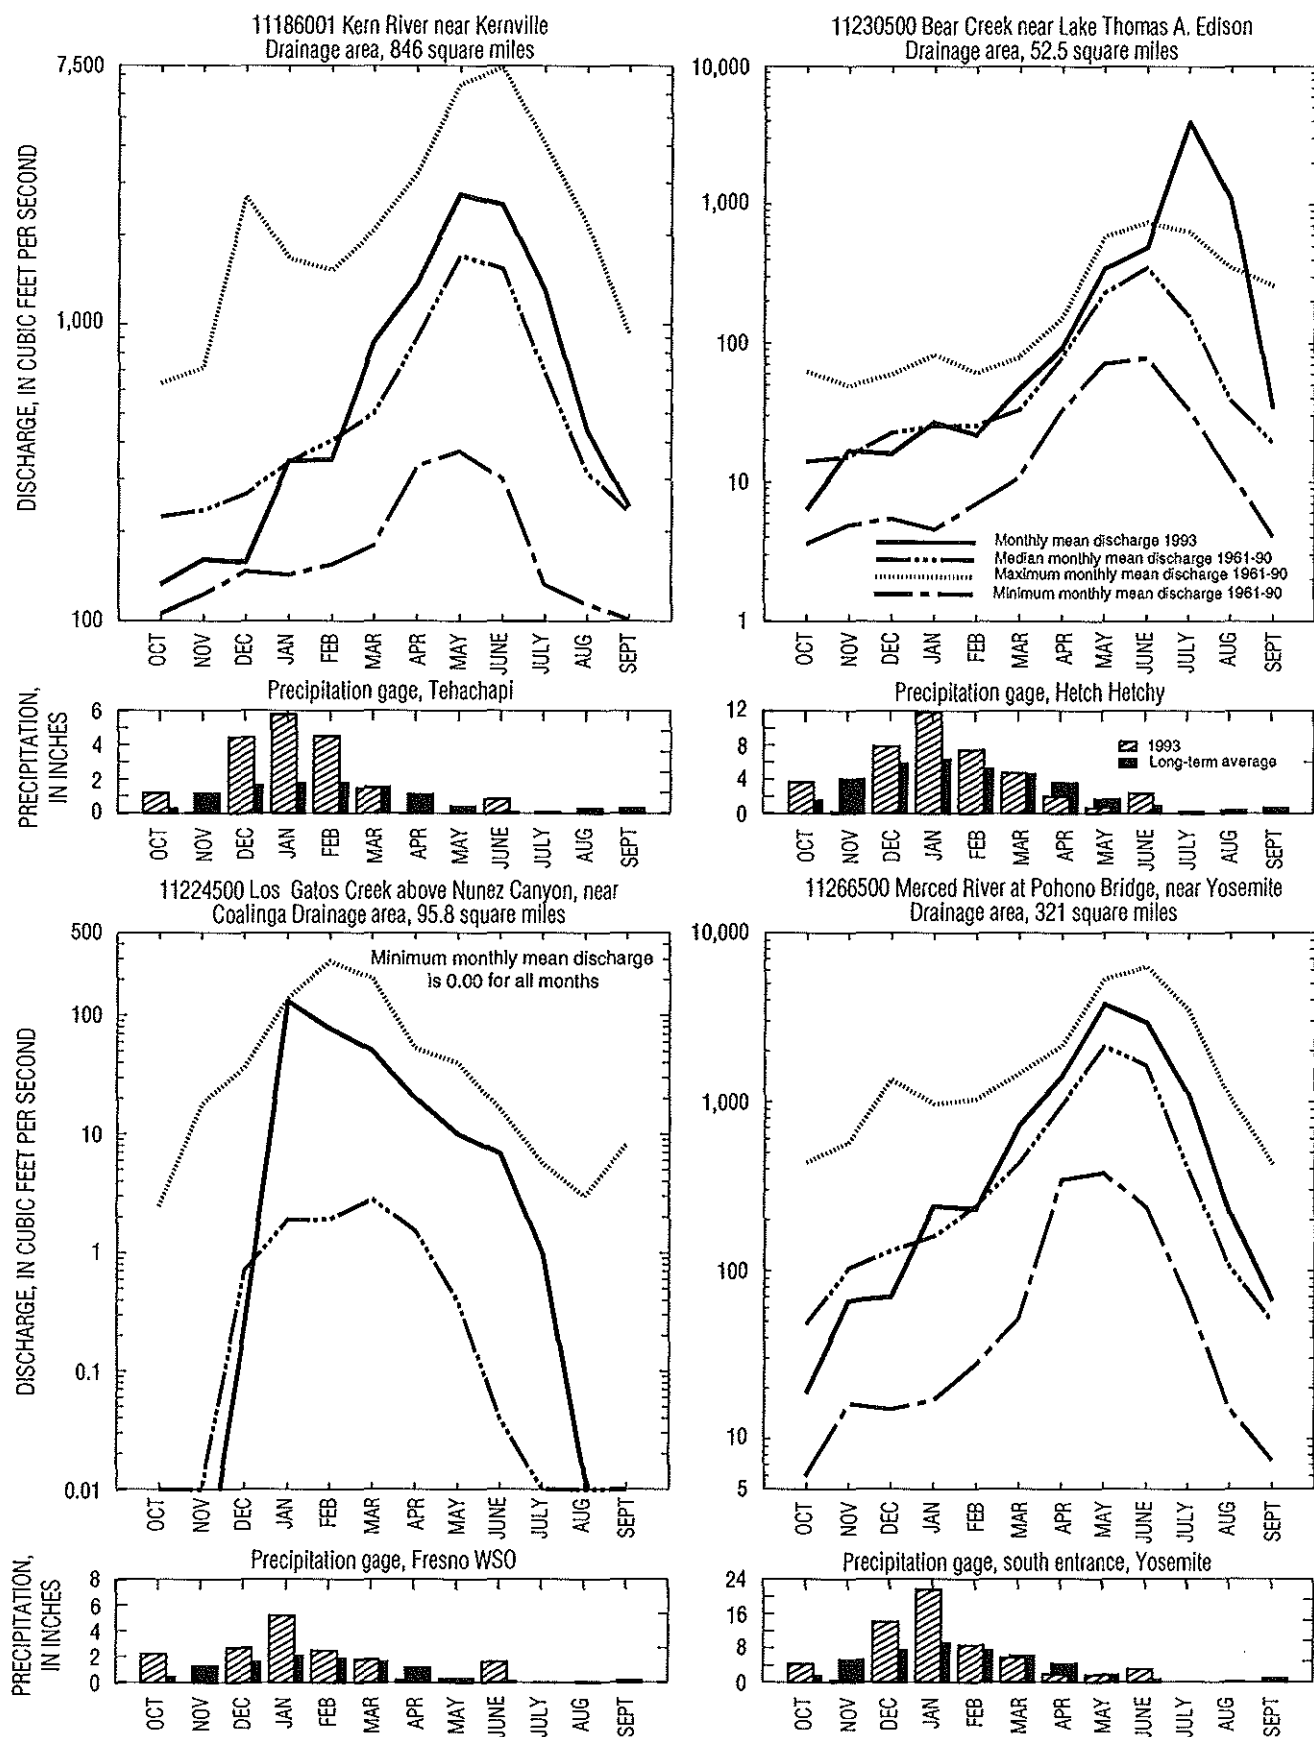 11186001 Kern River near Kernville
Drainage area, 846 square miles
7,500
1,000
100
DISCHARGE, IN CUBIC FEET PER SECOND
OCT
NOV
DEC
JAN
FEB
MAR
APR
MAY
JUNE
JULY
AUG
SEPT
Precipitation gage, Tehachapi
PRECIPITATION,
IN INCHES
6
4
2
0
OCT
NOV
DEC
JAN
FEB
MAR
APR
MAY
JUNE
JULY
AUG
SEPT
11230500 Bear Creek near Lake Thomas A. Edison
Drainage area, 52.5 square miles
10,000
1,000
100
10
1
Monthly mean discharge 1993
Median monthly mean discharge 1961-90
Maximum monthly mean discharge 1961-90
Minimum monthly mean discharge 1961-90
OCT
NOV
DEC
JAN
FEB
MAR
APR
MAY
JUNE
JULY
AUG
SEPT
Precipitation gage, Hetch Hetchy
12
8
4
0
1993
Long-term average
OCT
NOV
DEC
JAN
FEB
MAR
APR
MAY
JUNE
JULY
AUG
SEPT
11224500 Los Gatos Creek above Nunez Canyon, near
Coalinga Drainage area, 95.8 square miles
500
100
10
1
0.1
0.01
Minimum monthly mean discharge
is 0.00 for all months
DISCHARGE, IN CUBIC FEET PER SECOND
OCT
NOV
DEC
JAN
FEB
MAR
APR
MAY
JUNE
JULY
AUG
SEPT
Precipitation gage, Fresno WSO
PRECIPITATION,
IN INCHES
8
6
4
2
0
OCT
NOV
DEC
JAN
FEB
MAR
APR
MAY
JUNE
JULY
AUG
SEPT
11266500 Merced River at Pohono Bridge, near Yosemite
Drainage area, 321 square miles
10,000
1,000
100
10
5
OCT
NOV
DEC
JAN
FEB
MAR
APR
MAY
JUNE
JULY
AUG
SEPT
Precipitation gage, south entrance, Yosemite
24
16
8
0
OCT
NOV
DEC
JAN
FEB
MAR
APR
MAY
JUNE
JULY
AUG
SEPT